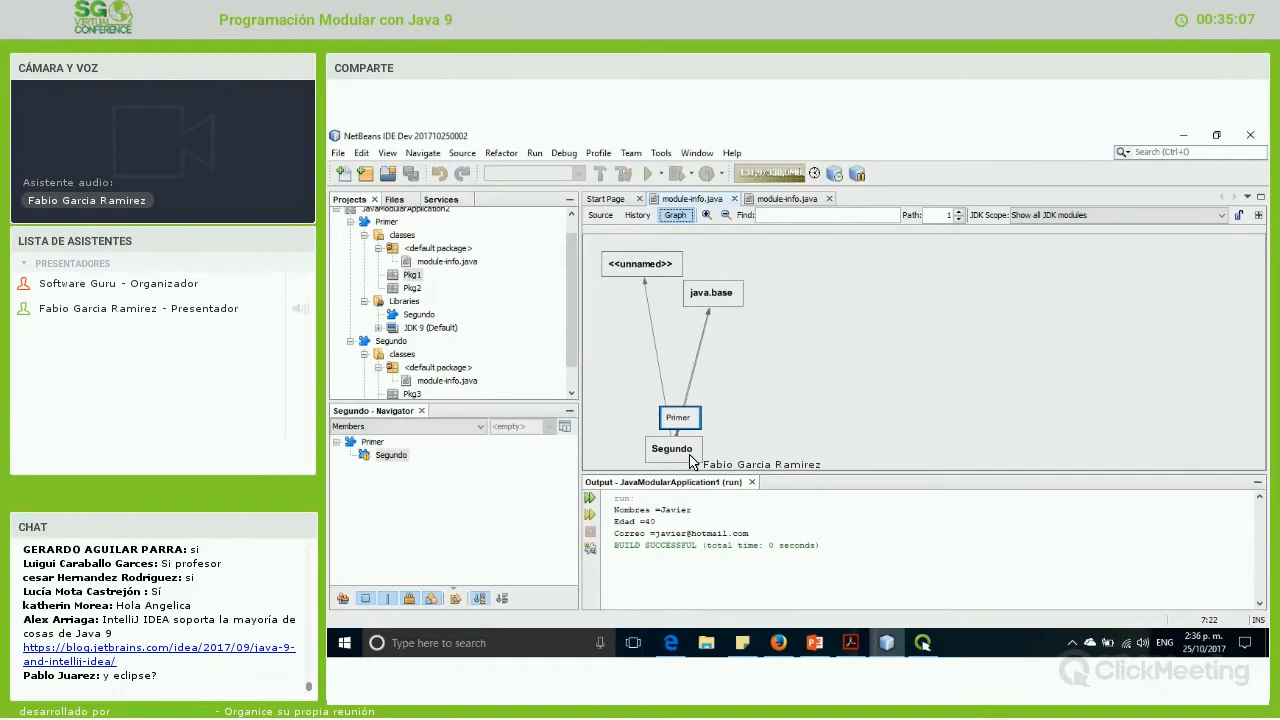 SG
VIRTUAL
CONFERENCE
Programación Modular con Java 9
00:35:07
CÁMARA Y VOZ
Asistente audio:
Fabio Garcia Ramirez
LISTA DE ASISTENTES
PRESENTADORES
Software Guru - Organizador
Fabio Garcia Ramirez - Presentador
CHAT
GERARDO AGUILAR PARRA: si
Luigui Caraballo Garces: Si profesor
cesar Hernandez Rodriguez: si
Lucía Mota Castrejón : Sí
katherin Morea: Hola Angelica
Alex Arriaga: IntelliJ IDEA soporta la mayoría de
cosas de Java 9
https://blog.jetbrains.com/idea/2017/09/java-9-
and-intellij-idea/
Pablo Juarez: y eclipse?
desarrollado por
- Organice su propia reunión
COMPARTE
NetBeans IDE Dev 201710250002
File Edit View Navigate Source Refactor Run Debug Profile Team Tools Window Help
Search (Ctrl+I)
131,9/338,0MB
Projects Files Services
JavaModularApplication2
Primer
classes
<default package>
module-info.java
Pkg1
Pkg2
Libraries
Segundo
JDK 9 (Default)
Segundo
classes
<default package>
module-info.java
Pkg3
Segundo - Navigator
Members
<empty>
Primer
Segundo
Start Page module-info.java module-info.java
Source History Graph Find: Path: 1 JDK Scope: Show all JDK modules
<<unnamed>>
java.base
Primer
Segundo
Fabio Garcia Ramirez
Output - JavaModularApplication1 (run)
run:
Nombres =Javier
Edad =40
Correo =javier@hotmail.com
BUILD SUCCESSFUL (total time: 0 seconds)
7:22 INS
Type here to search
ENG
2:36 p. m.
25/10/2017
ClickMeeting